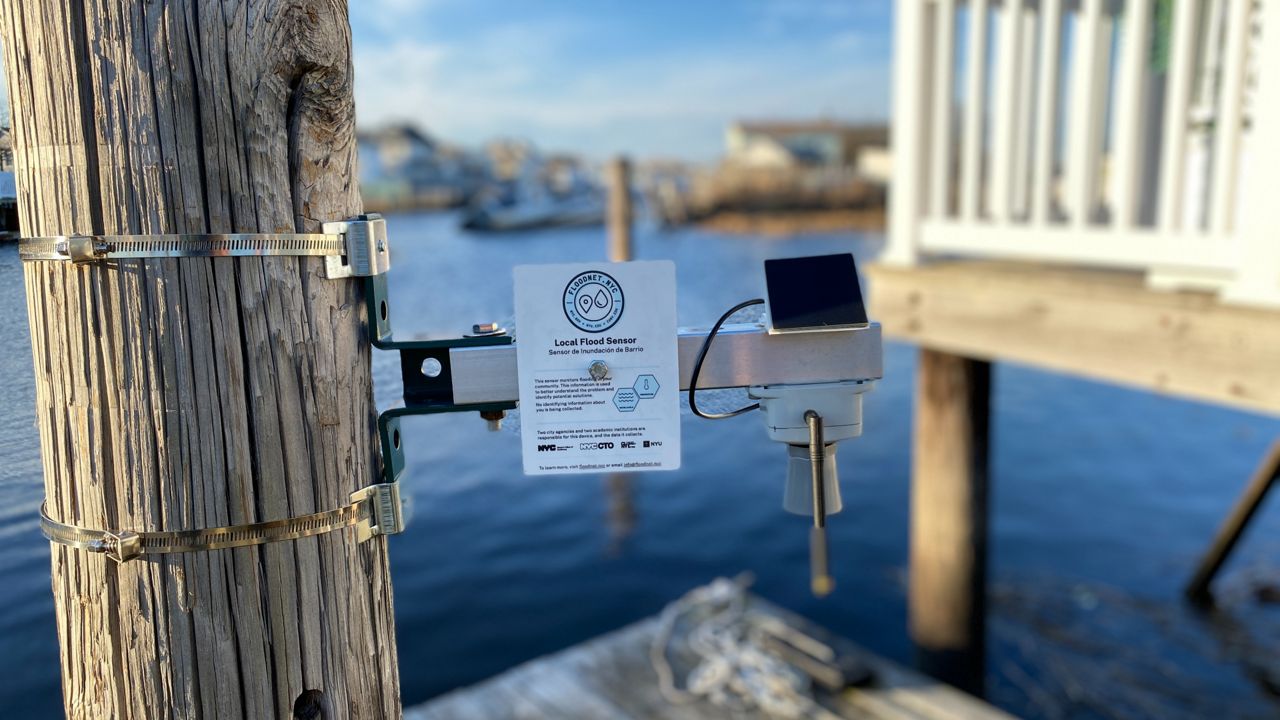 FLOODNET.NYC
Local Flood Sensor
Sensor de Inundación de Barrio
This sensor monitors flooding in your
community. This information is used
to better understand the problem and
identify potential solutions.
No identifying information about
you is being collected.
Two city agencies and two academic institutions are
responsible for this device, and the data it collects.
NYC
NYC CTO
NYU
To learn more, visit floodnet.nyc or email info@floodnet.nyc